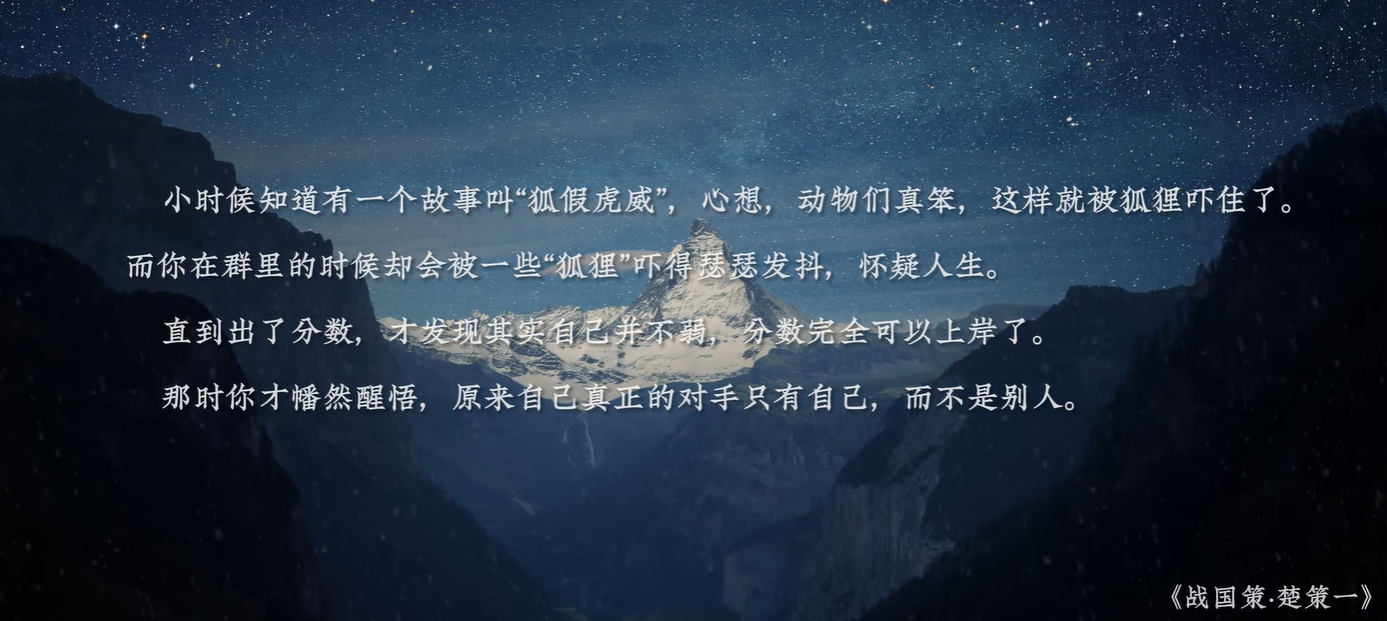 小时候知道有一个故事叫“狐假虎威”，心想，动物们真笨，这样就被狐狸吓住了。
而你在群里的时候却会被一些“狐狸”吓得瑟瑟发抖，怀疑人生。
直到出了分数，才发现其实自己并不弱，分数完全可以上岸了。
那时你才幡然醒悟，原来自己真正的对手只有自己，而不是别人。
《战国策·楚策一》